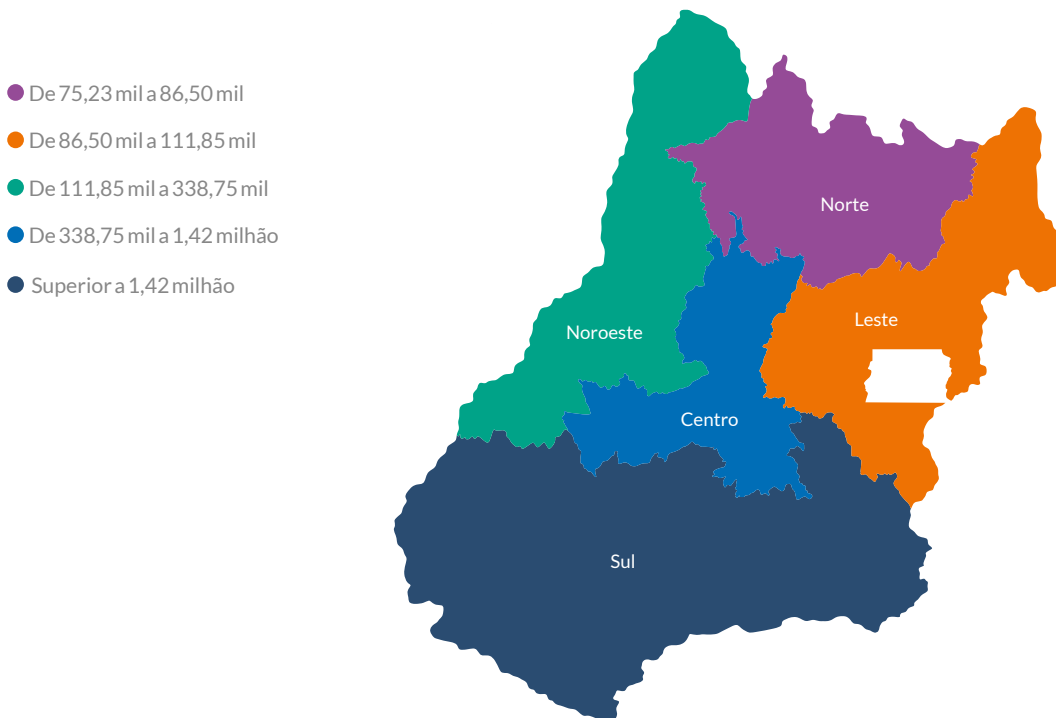 De 75,23 mil a 86,50 mil
De 86,50 mil a 111,85 mil
De 111,85 mil a 338,75 mil
De 338,75 mil a 1,42 milhão
Superior a 1,42 milhão
Norte
Leste
Noroeste
Centro
Sul